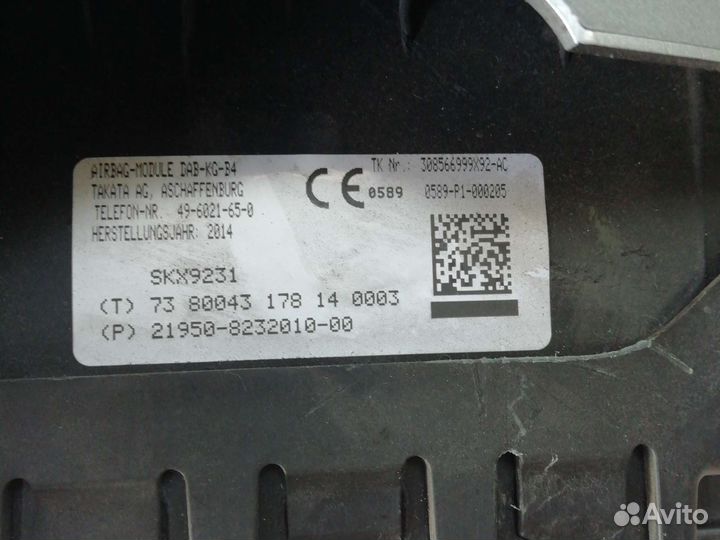 AIRBAG-MODULE DAB-KG-B4
TAKATA AG, ASCHAFFENBURG
TELEFON-NR. 49-6021-65-0
HERSTELLUNGSJAHR: 2014
CE 0589
TK Nr.: 308566999X92-AC
0589-P1-000205
SKX9231
(T) 73 80043 178 14 0003
(P) 21950-8232010-00
Avito